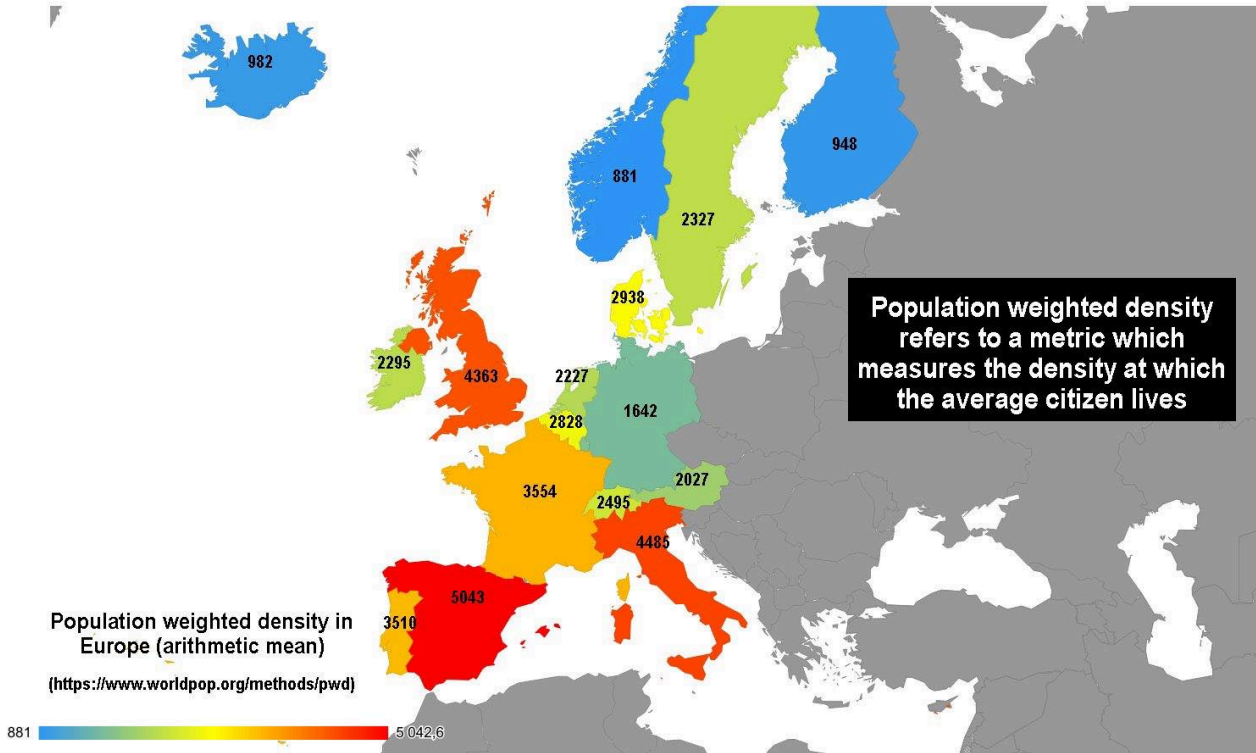 982
948
881
2327
Population weighted density
refers to a metric which
measures the density at which
the average citizen lives
2938
2295
4363
2227
1642
2828
2027
3554
2495
4485
5043
3510
Population weighted density in
Europe (arithmetic mean)
(https://www.worldpop.org/methods/pwd)
881
5 042,6